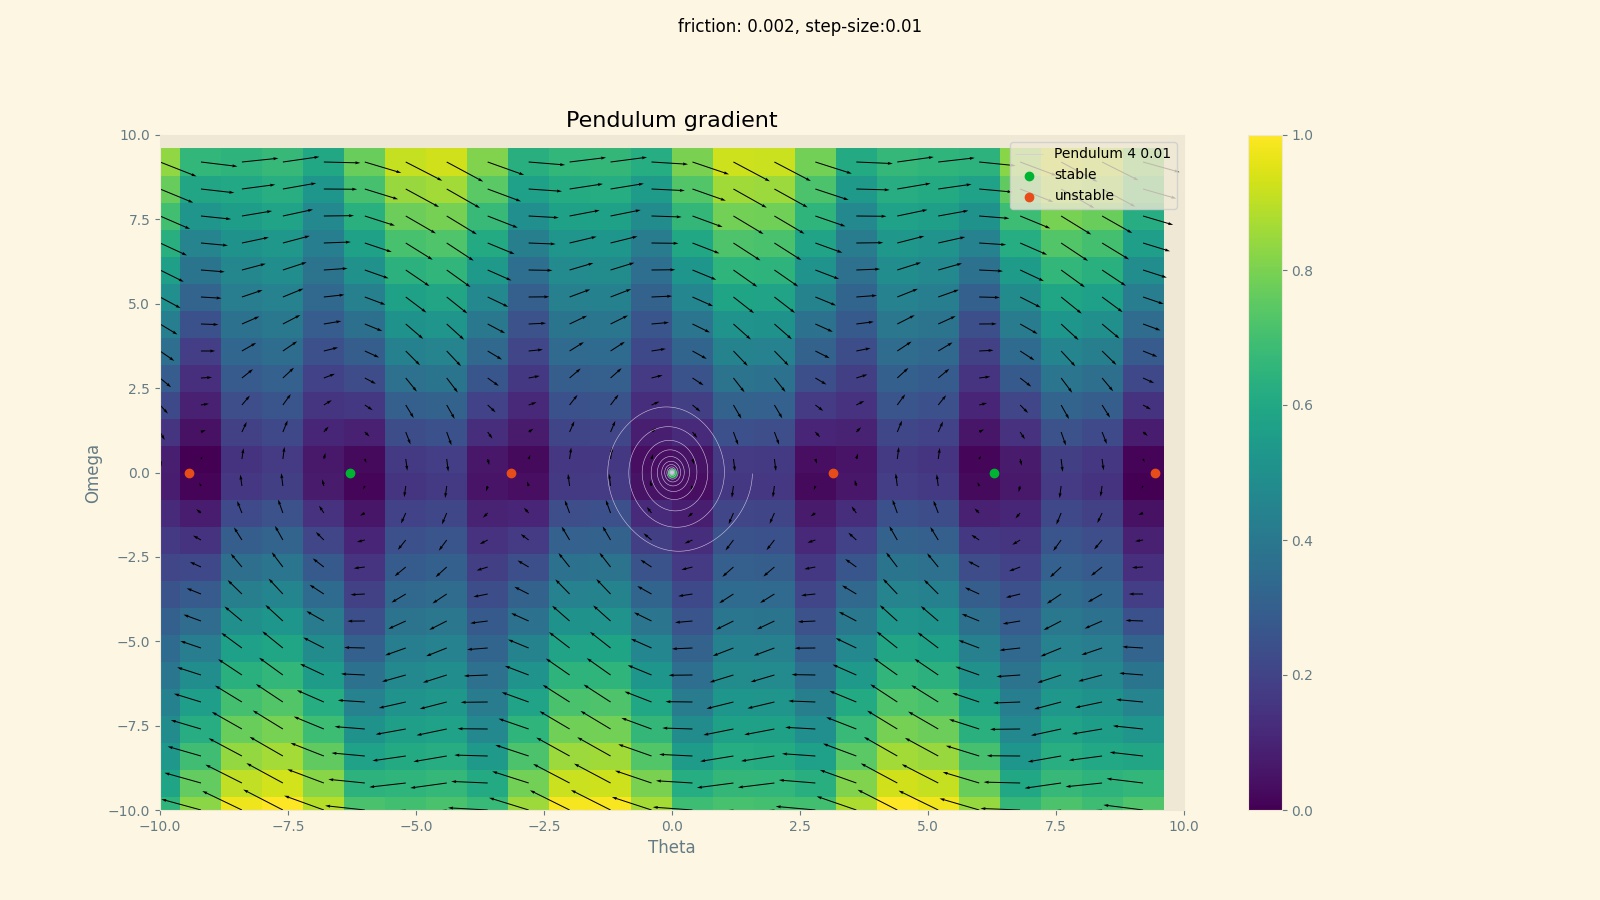 friction: 0.002, step-size:0.01
Pendulum gradient
Pendulum 4 0.01
stable
unstable
10.0
7.5
5.0
2.5
0.0
−2.5
−5.0
−7.5
−10.0
Omega
−10.0 −7.5 −5.0 −2.5 0.0 2.5 5.0 7.5 10.0
Theta
1.0
0.8
0.6
0.4
0.2
0.0